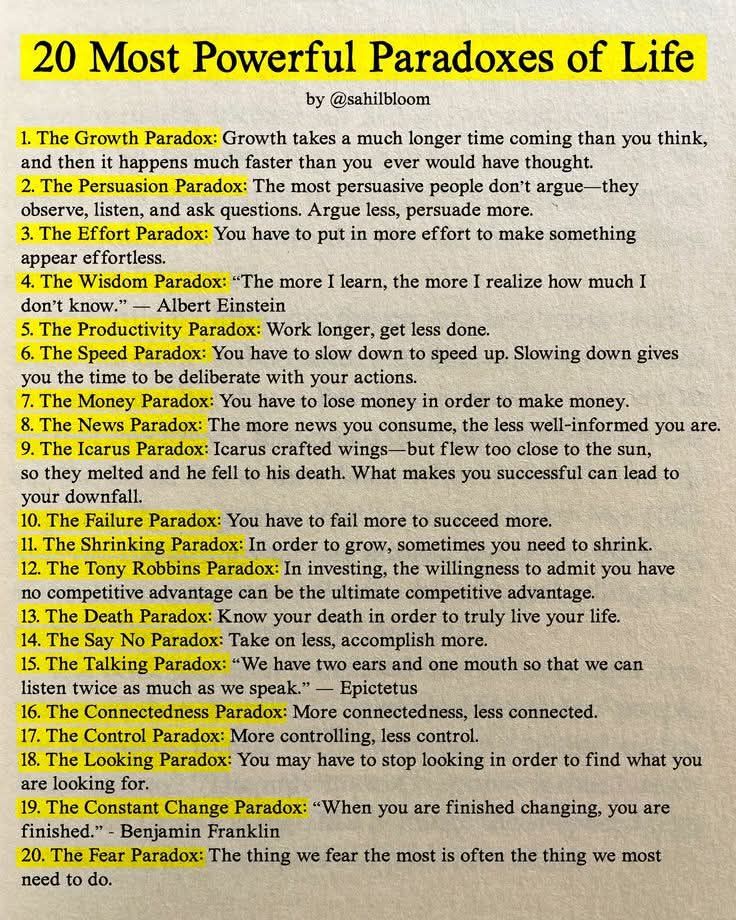 20 Most Powerful Paradoxes of Life
by @sahilbloom
1. The Growth Paradox: Growth takes a much longer time coming than you think,
and then it happens much faster than you ever would have thought.
2. The Persuasion Paradox: The most persuasive people don't argue—they
observe, listen, and ask questions. Argue less, persuade more.
3. The Effort Paradox: You have to put in more effort to make something
appear effortless.
4. The Wisdom Paradox: “The more I learn, the more I realize how much I
don't know.” — Albert Einstein
5. The Productivity Paradox: Work longer, get less done.
6. The Speed Paradox: You have to slow down to speed up. Slowing down gives
you the time to be deliberate with your actions.
7. The Money Paradox: You have to lose money in order to make money.
8. The News Paradox: The more news you consume, the less well-informed you are.
9. The Icarus Paradox: Icarus crafted wings—but flew too close to the sun,
so they melted and he fell to his death. What makes you successful can lead to
your downfall.
10. The Failure Paradox: You have to fail more to succeed more.
11. The Shrinking Paradox: In order to grow, sometimes you need to shrink.
12. The Tony Robbins Paradox: In investing, the willingness to admit you have
no competitive advantage can be the ultimate competitive advantage.
13. The Death Paradox: Know your death in order to truly live your life.
14. The Say No Paradox: Take on less, accomplish more.
15. The Talking Paradox: “We have two ears and one mouth so that we can
listen twice as much as we speak.” — Epictetus
16. The Connectedness Paradox: More connectedness, less connected.
17. The Control Paradox: More controlling, less control.
18. The Looking Paradox: You may have to stop looking in order to find what you
are looking for.
19. The Constant Change Paradox: “When you are finished changing, you are
finished.” - Benjamin Franklin
20. The Fear Paradox: The thing we fear the most is often the thing we most
need to do.